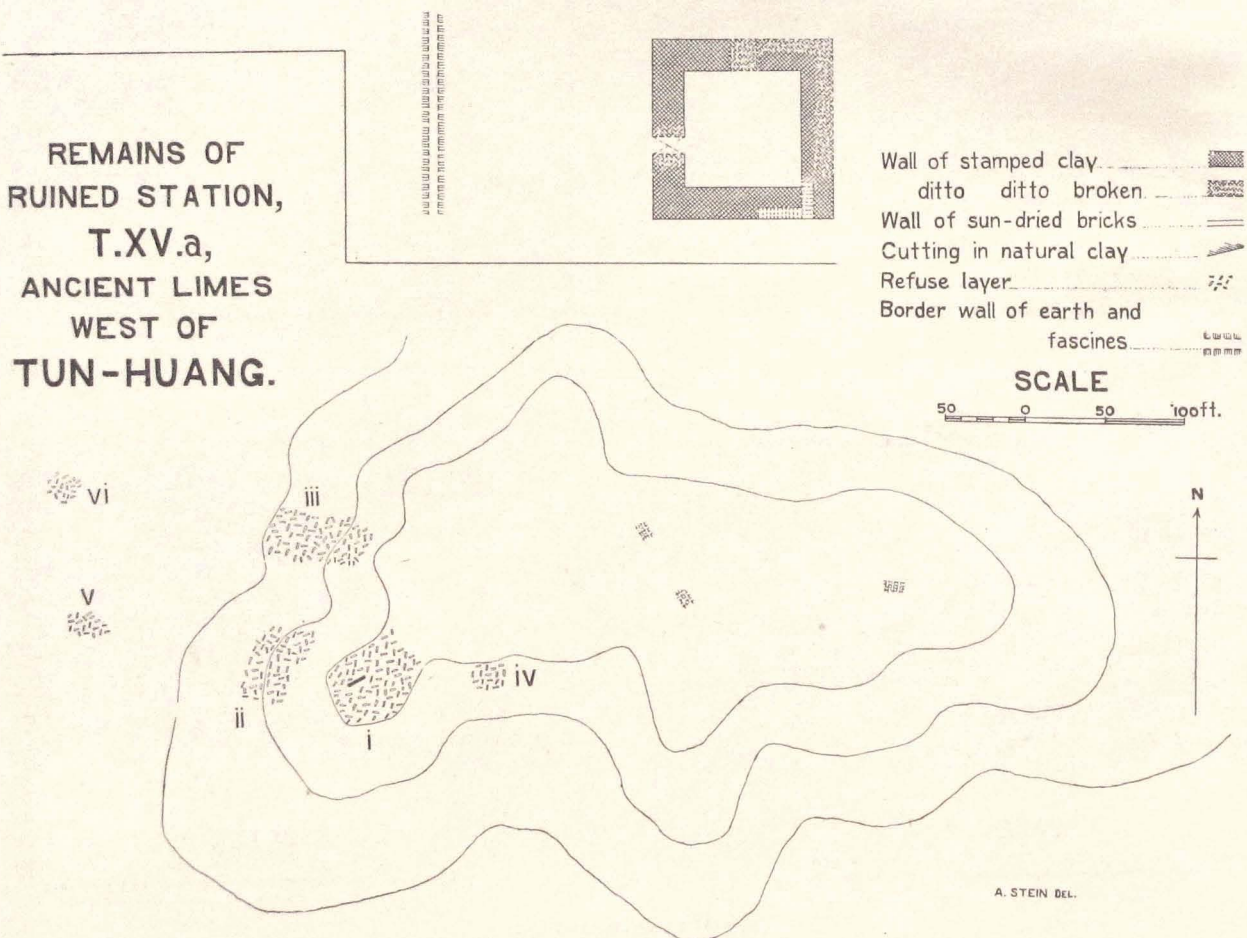 REMAINS OF
RUINED STATION,
T.XV.a,
ANCIENT LIMES
WEST OF
TUN-HUANG.
Wall of stamped clay
ditto ditto broken
Wall of sun-dried bricks
Cutting in natural clay
Refuse layer
Border wall of earth and
fascines
SCALE
50 0 50 100ft.
N
vi
iii
v
iv
ii
i
A. STEIN DEL.